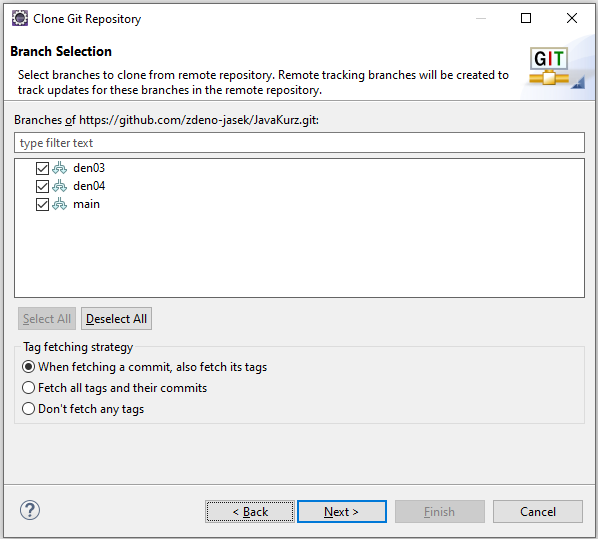 Clone Git Repository
Branch Selection
Select branches to clone from remote repository. Remote tracking branches will be created to
track updates for these branches in the remote repository.
GIT
Branches of https://github.com/zdeno-jasek/JavaKurz.git:
type filter text
den03
den04
main
Select All
Deselect All
Tag fetching strategy
When fetching a commit, also fetch its tags
Fetch all tags and their commits
Don't fetch any tags
?
< Back
Next >
Finish
Cancel